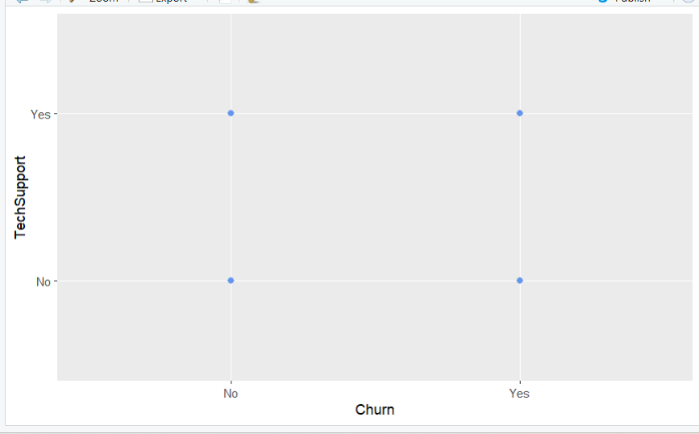 Zoom Export Publish
Yes
TechSupport
No
No Yes
Churn